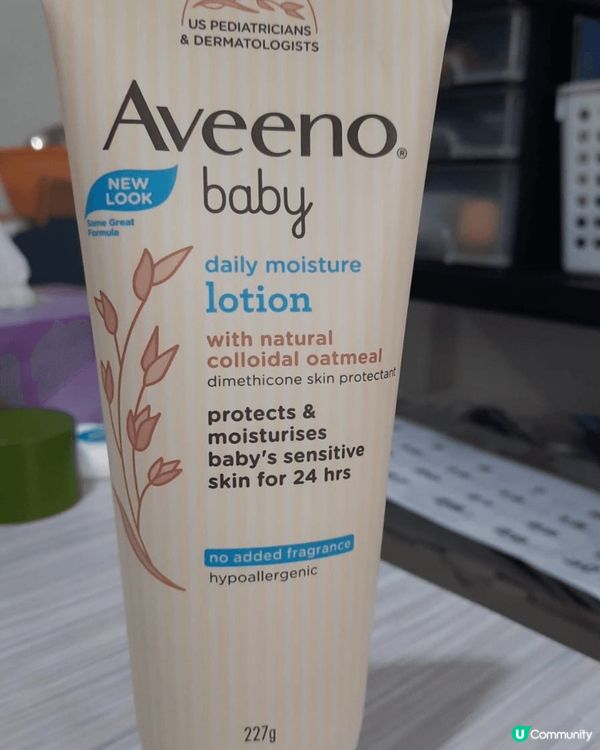 US PEDIATRICIANS
& DERMATOLOGISTS
Aveeno®
baby
NEW
LOOK
Same Great
Formula
daily moisture
lotion
with natural
colloidal oatmeal
dimethicone skin protectant
protects &
moisturises
baby's sensitive
skin for 24 hrs
no added fragrance
hypoallergenic
227g
U Community